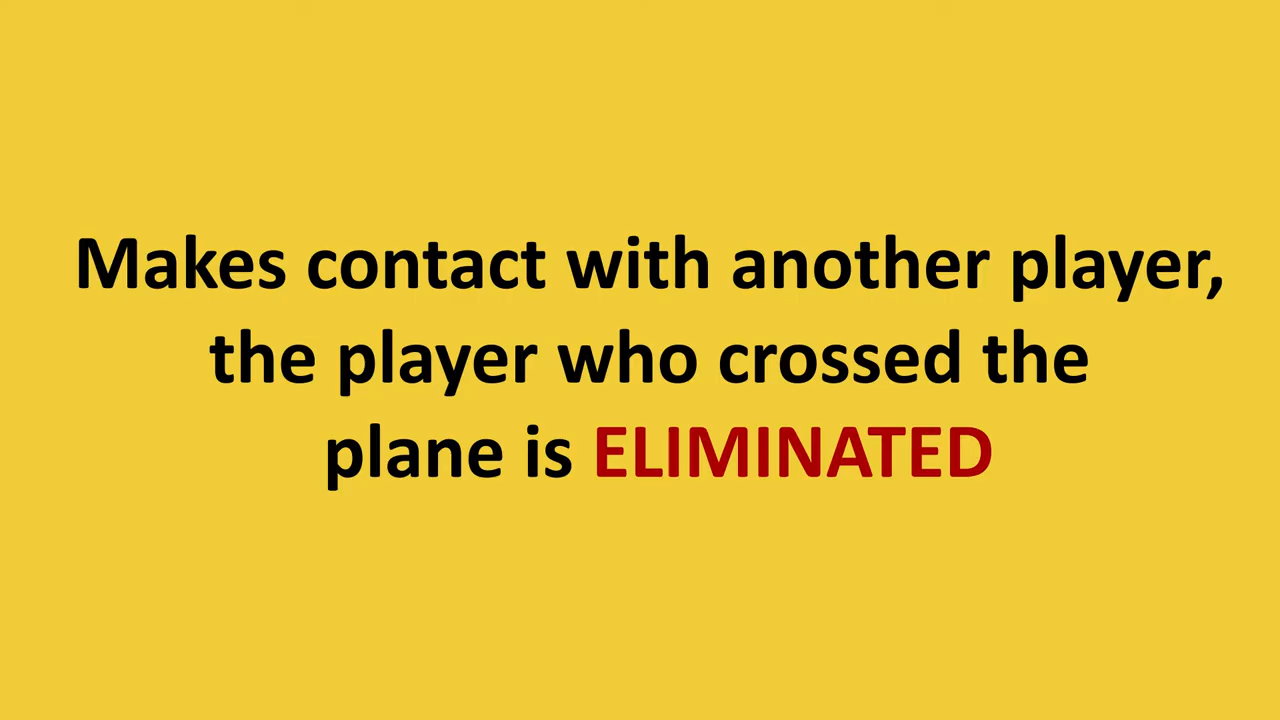 Makes contact with another player,
the player who crossed the
plane is ELIMINATED